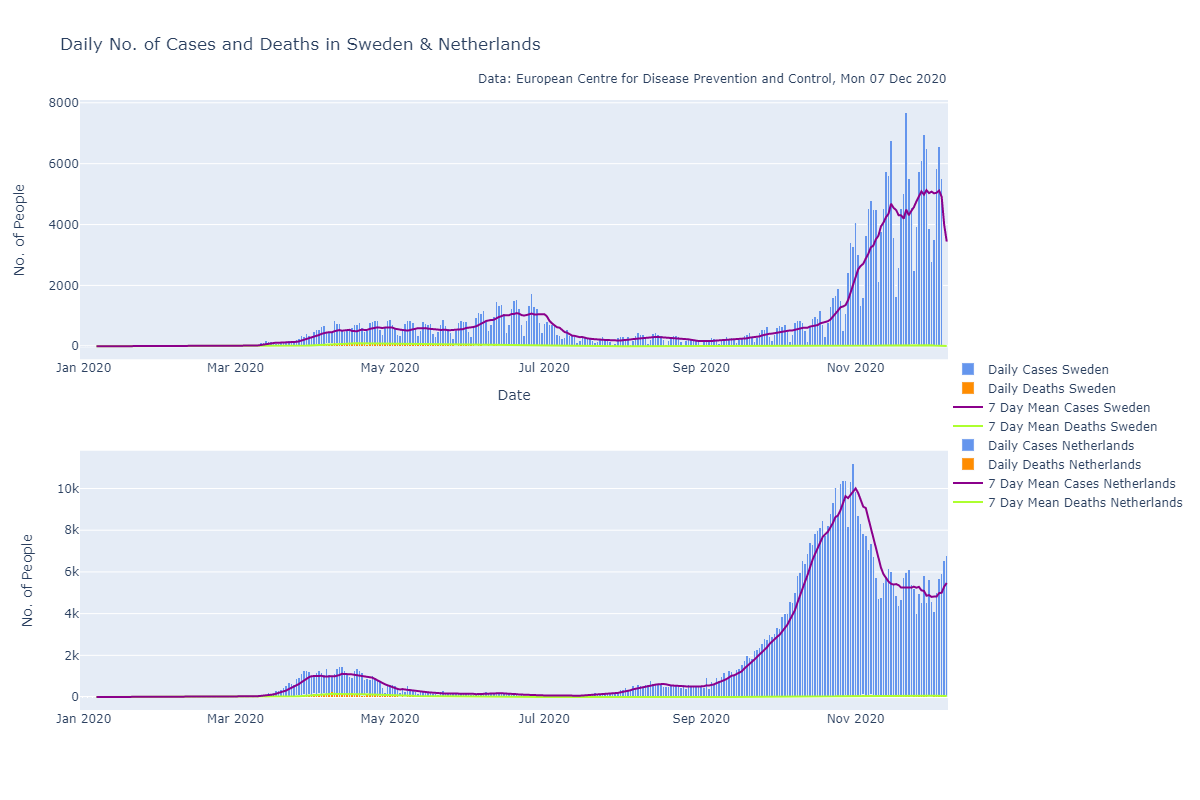 Daily No. of Cases and Deaths in Sweden & Netherlands
Data: European Centre for Disease Prevention and Control, Mon 07 Dec 2020
8000
6000
4000
2000
0
No. of People
Jan 2020 Mar 2020 May 2020 Jul 2020 Sep 2020 Nov 2020
Date
Daily Cases Sweden
Daily Deaths Sweden
7 Day Mean Cases Sweden
7 Day Mean Deaths Sweden
Daily Cases Netherlands
Daily Deaths Netherlands
7 Day Mean Cases Netherlands
7 Day Mean Deaths Netherlands
10k
8k
6k
4k
2k
0
No. of People
Jan 2020 Mar 2020 May 2020 Jul 2020 Sep 2020 Nov 2020